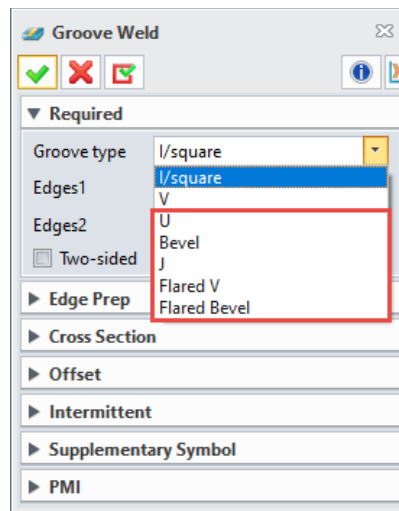 Groove Weld
Required
Groove type I/square
I/square
Edges1
V
Edges2
U
Bevel
Two-sided
J
Flared V
Edge Prep
Flared Bevel
Cross Section
Offset
Intermittent
Supplementary Symbol
PMI